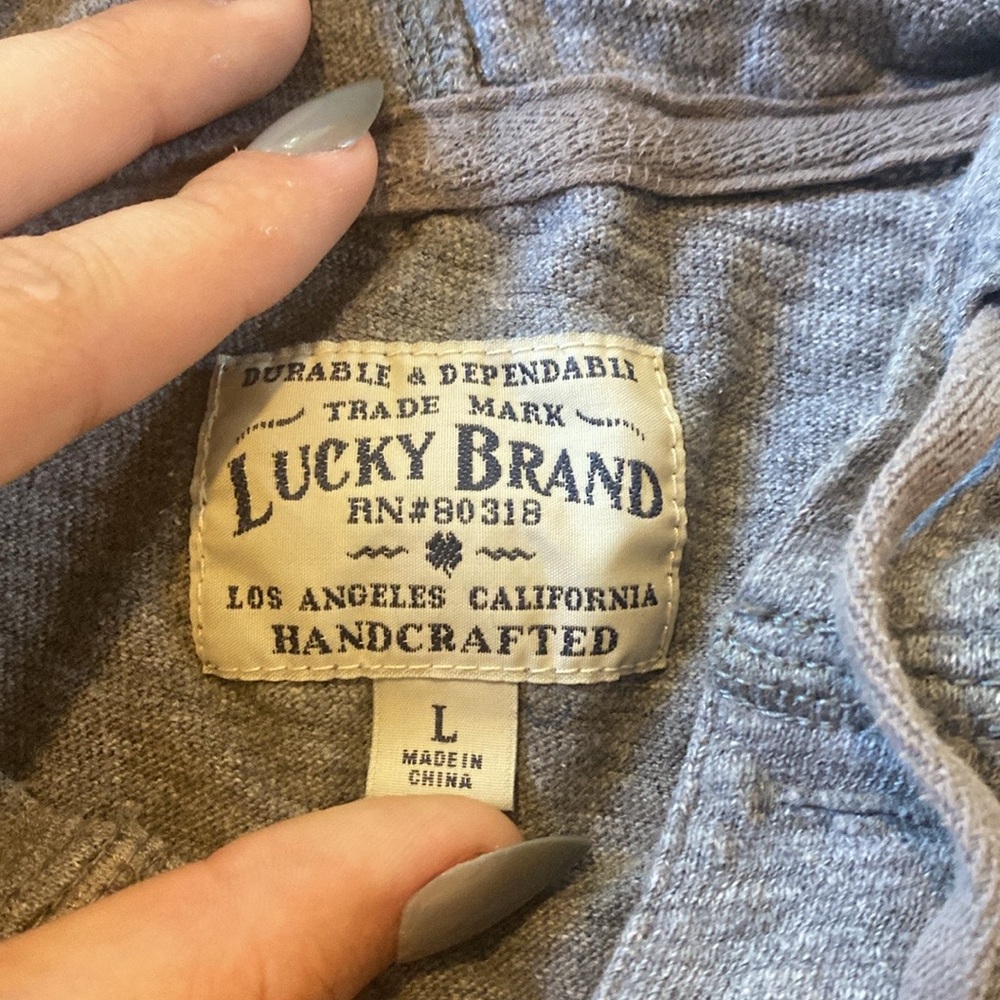 DURABLE & DEPENDABLE
TRADE MARK
LUCKY BRAND
RN#80318
LOS ANGELES CALIFORNIA
HANDCRAFTED
L
MADE IN
CHINA